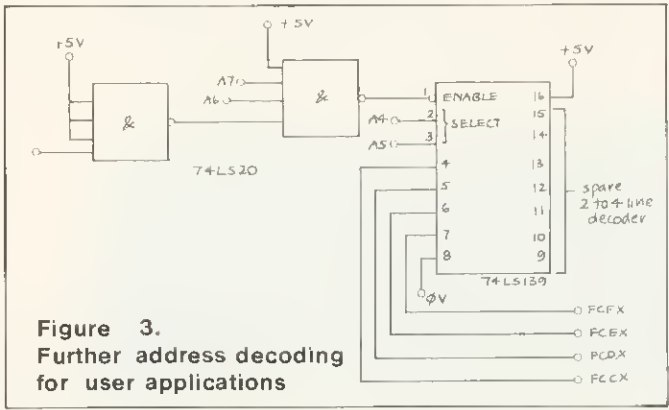 +5V
r5V
+5V
A7
A6
&
&
1
ENABLE
16
2
SELECT
15
A4
3
14
A5
4
13
5
12
6
11
7
10
8
9
spare
2 to 4 line
decoder
74LS20
74LS139
ØV
FCFX
FCEX
PCDX
FCCX
Figure 3.
Further address decoding
for user applications